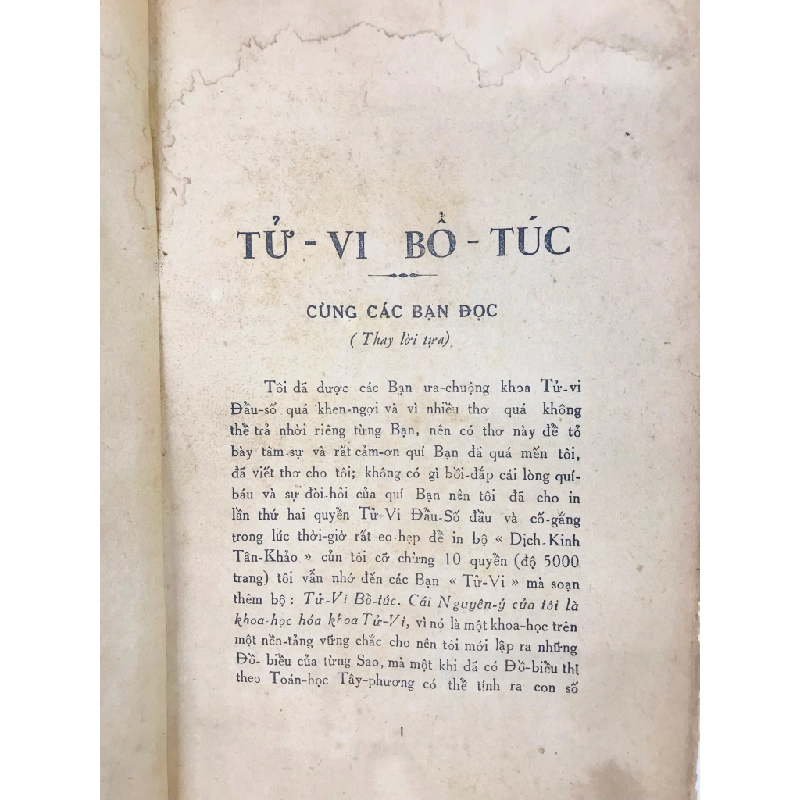 TỬ - VI BỔ - TÚC
CÙNG CÁC BẠN ĐỌC
( Thay lời tựa)
Tôi đã được các Bạn ưa-chuộng khoa Tử-vi
Đầu-số quá khen-ngợi và vì nhiều thơ quá không
thể trả nhời riêng từng Bạn, nên có thơ này để tỏ
bày tâm-sự và rất cảm-ơn quí Bạn đã quá mến tôi,
đã viết thơ cho tôi; không có gì bồi-đắp cái lòng quí-
báu và sự đòi-hỏi của quí Bạn nên tôi đã cho in
lần thứ hai quyền Tử-Vi Đầu-Số đầu và cố-gắng
trong lúc thời-giờ rất eo-hẹp để in bộ « Dịch-Kinh
Tân-Khảo » của tôi cỡ chừng 10 quyền (độ 5000
trang) tôi vẫn nhớ đến các Bạn « Tử-Vi » mà soạn
thêm bộ : Tử-Vi Bồ-túc. Cái Nguyên-ý của tôi là
khoa-học hóa khoa Tử-Vi, vì nó là một khoa-học trên
một nền-tảng vững chắc cho nên tôi mới lập ra những
Đồ- biểu của từng Sao, mà một khi đã có Đồ-biểu thì
theo Toán-học Tây-phương có thể tính ra con số
1